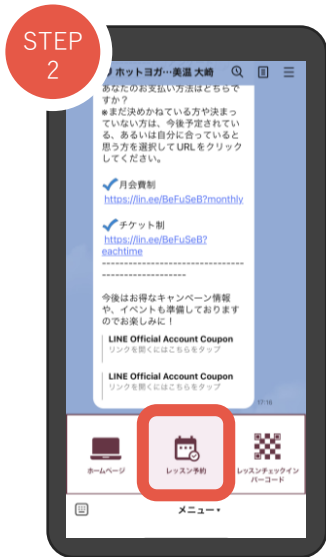 STEP
2
リ ホットヨガ…美温 大崎
あなたのお支払い方法はどちらで
すか？
※まだ決めかねている方や決まっ
ていない方は、今後予定されてい
る、あるいは自分に合っていると
思う方を選択してURLをクリック
してください。
✔月会費制
https://lin.ee/BeFuSeB?monthly
✔チケット制
https://lin.ee/BeFuSeB?
eachtime
--------------------------------
-------------------
今後はお得なキャンペーン情報
や、イベントも準備しております
のでお楽しみに！
LINE Official Account Coupon
リンクを開くにはこちらをタップ
LINE Official Account Coupon
リンクを開くにはこちらをタップ
17:16
ホームページ
レッスン予約
レッスンチェックイン
バーコード
メニュー▾